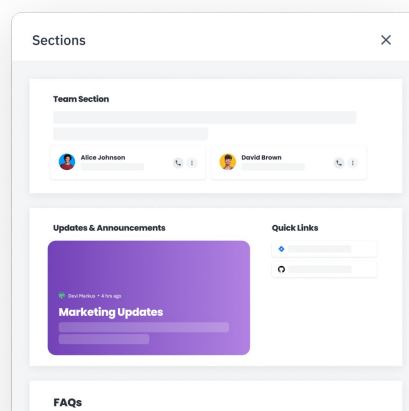 Sections
Team Section
Alice Johnson
David Brown
Updates & Announcements
Quick Links
Devi Markus • 4 hrs ago
Marketing Updates
FAQs